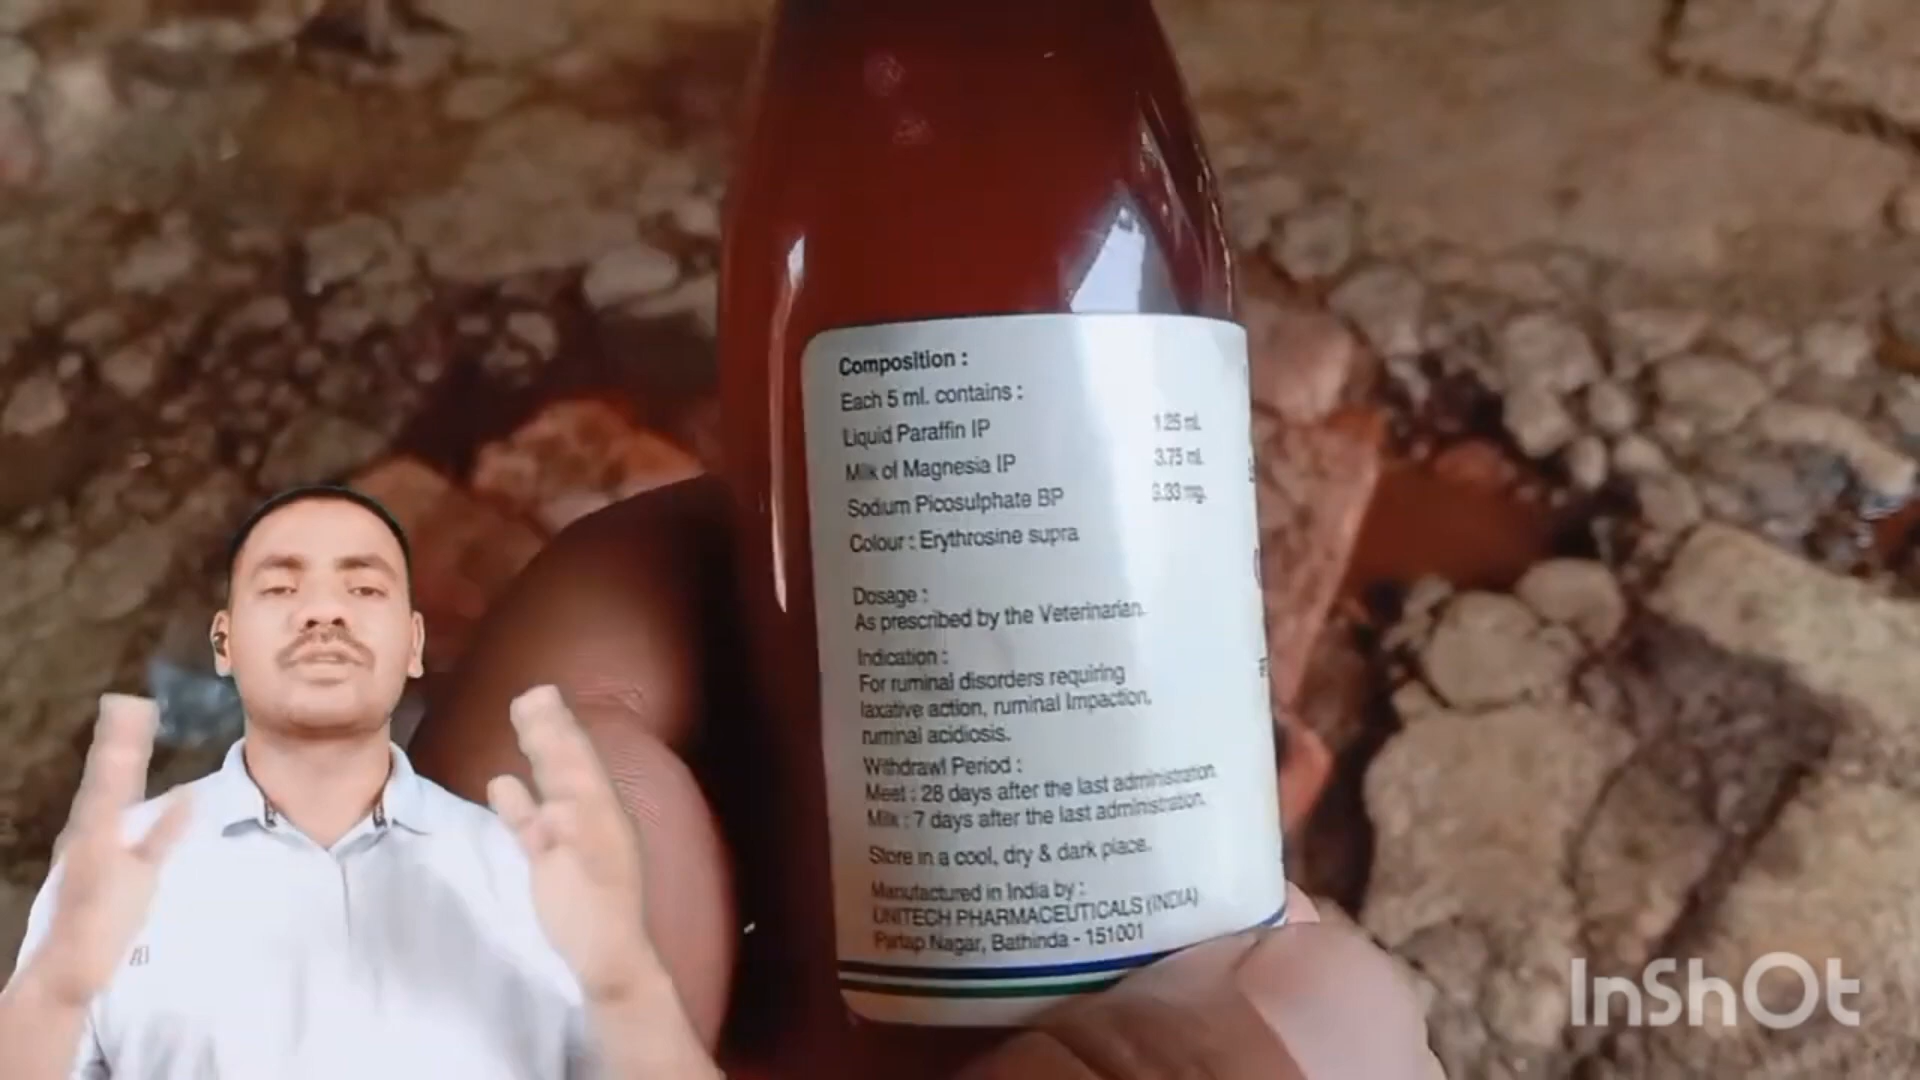 Composition :
Each 5 ml. contains :
Liquid Paraffin IP 1.25 ml.
Milk of Magnesia IP 3.75 ml.
Sodium Picosulphate BP 3.33 mg.
Colour : Erythrosine supra
Dosage :
As prescribed by the Veterinarian.
Indication :
For ruminal disorders requiring
laxative action, ruminal Impaction,
ruminal acidiosis.
Withdrawl Period :
Meet : 28 days after the last administration.
Milk : 7 days after the last administration.
Store in a cool, dry & dark place.
Manufactured in India by :
UNITECH PHARMACEUTICALS (INDIA)
Partap Nagar, Bathinda - 151001
InShOt